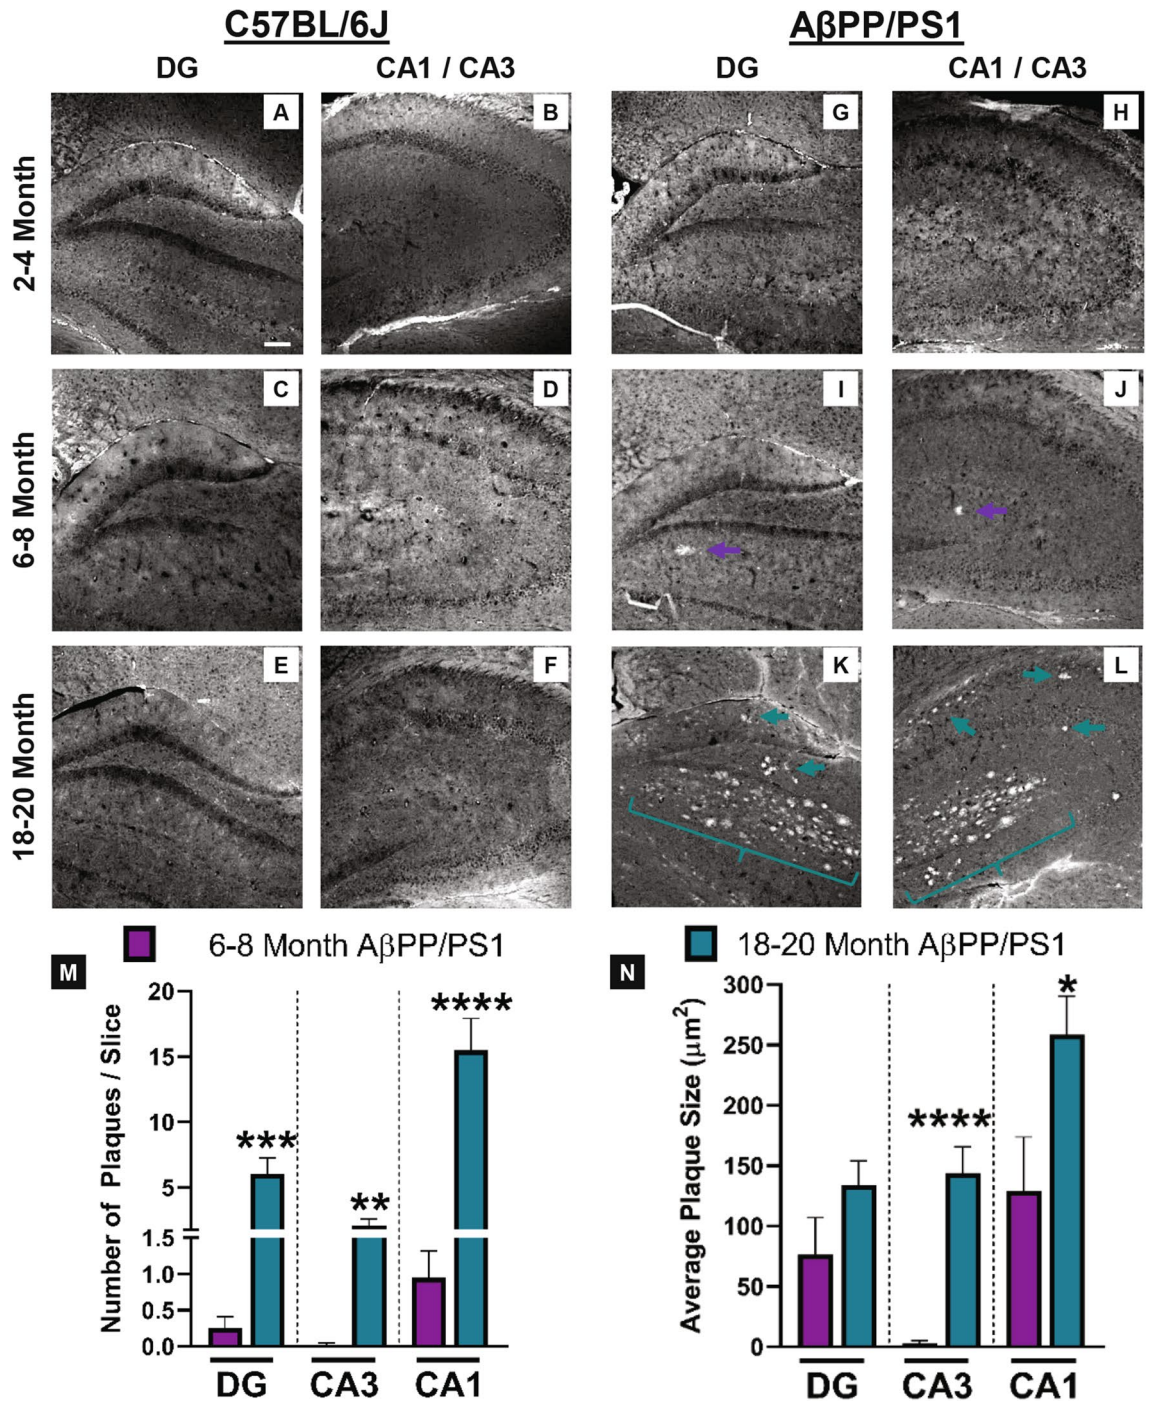 C57BL/6J AβPP/PS1
DG CA1 / CA3 DG CA1 / CA3
2-4 Month
A B G H
6-8 Month
C D I J
18-20 Month
E F K L
6-8 Month AβPP/PS1 18-20 Month AβPP/PS1
M
Number of Plaques / Slice
20
15
10
5
1.5
1.0
0.5
0.0
***
**
****
DG CA3 CA1
N
Average Plaque Size (μm²)
300
250
200
150
100
50
0
****
*
DG CA3 CA1